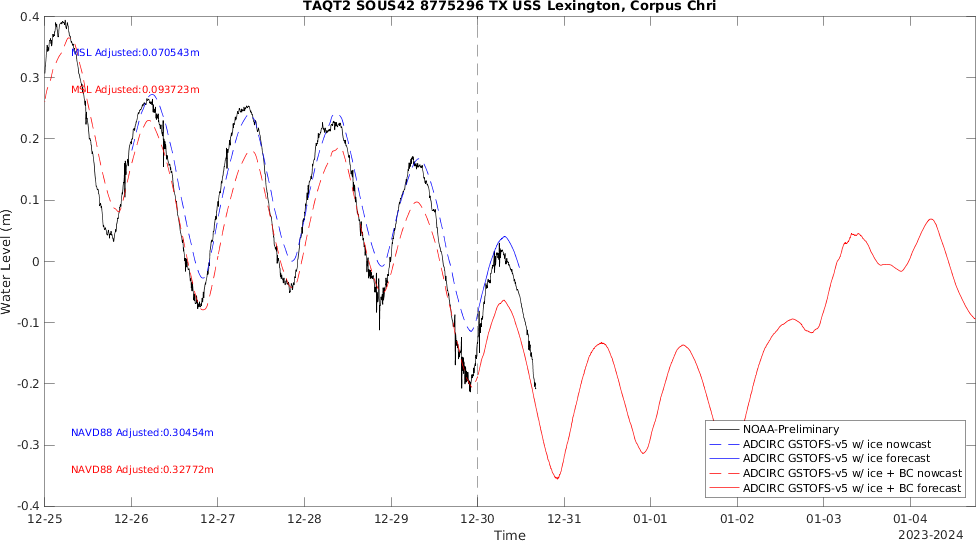 TAQT2 SOUS42 8775296 TX USS Lexington, Corpus Chri
0.4
MSL Adjusted:0.070543m
0.3
MSL Adjusted:0.093723m
0.2
0.1
0
-0.1
-0.2
-0.3
-0.4
Water Level (m)
NAVD88 Adjusted:0.30454m
NAVD88 Adjusted:0.32772m
NOAA-Preliminary
ADCIRC GSTOFS-v5 w/ ice nowcast
ADCIRC GSTOFS-v5 w/ ice forecast
ADCIRC GSTOFS-v5 w/ ice + BC nowcast
ADCIRC GSTOFS-v5 w/ ice + BC forecast
12-25 12-26 12-27 12-28 12-29 12-30 12-31 01-01 01-02 01-03 01-04
Time
2023-2024